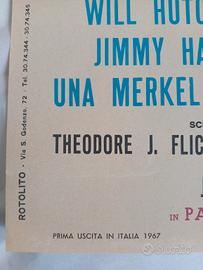 WILL HUTC
JIMMY HA
UNA MERKEL
SC
THEODORE J. FLIC
IN PA
PRIMA USCITA IN ITALIA 1967
ROTOLITO - Via S. Godenzo, 72 - Tel. 30.74.344 - 30.74.345
subito